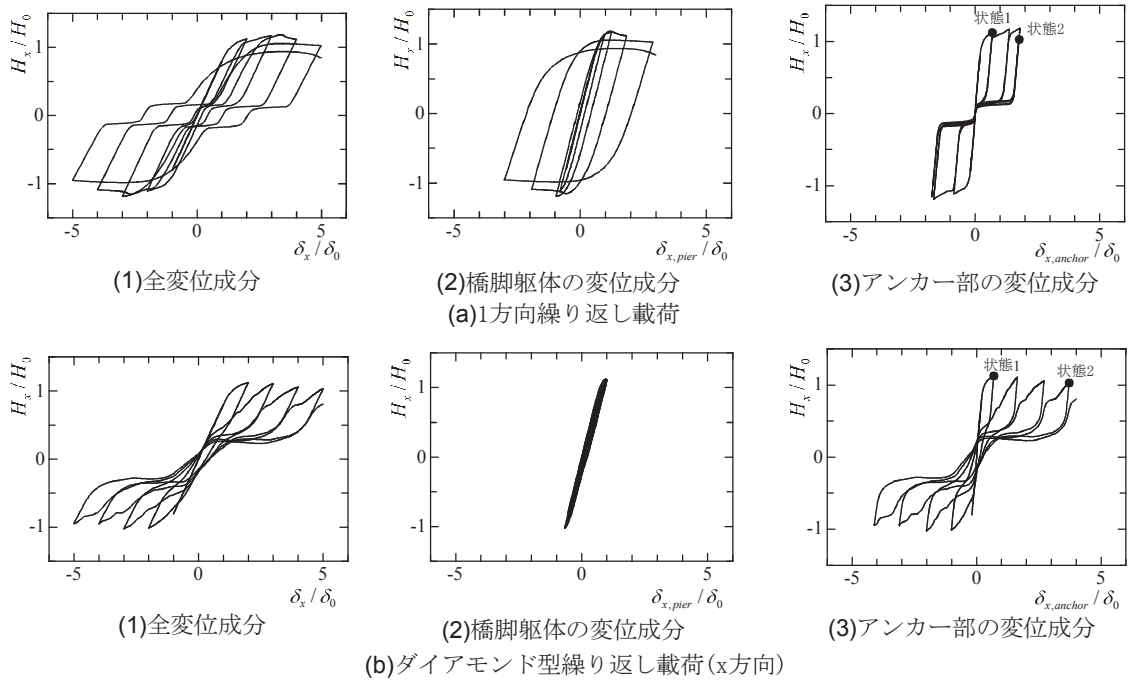 H_x / H_0
1
0
-1
-5 0 5
δ_x / δ_0
(1)全変位成分
H_x / H_0
1
0
-1
-5 0 5
δ_{x,pier} / δ_0
(2)橋脚躯体の変位成分
H_x / H_0
状態1
状態2
1
0
-1
-5 0 5
δ_{x,anchor} / δ_0
(3)アンカー部の変位成分
(a)1方向繰り返し載荷
H_x / H_0
1
0
-1
-5 0 5
δ_x / δ_0
(1)全変位成分
H_x / H_0
1
0
-1
-5 0 5
δ_{x,pier} / δ_0
(2)橋脚躯体の変位成分
H_x / H_0
状態1
状態2
1
0
-1
-5 0 5
δ_{x,anchor} / δ_0
(3)アンカー部の変位成分
(b)ダイアモンド型繰り返し載荷(x方向)